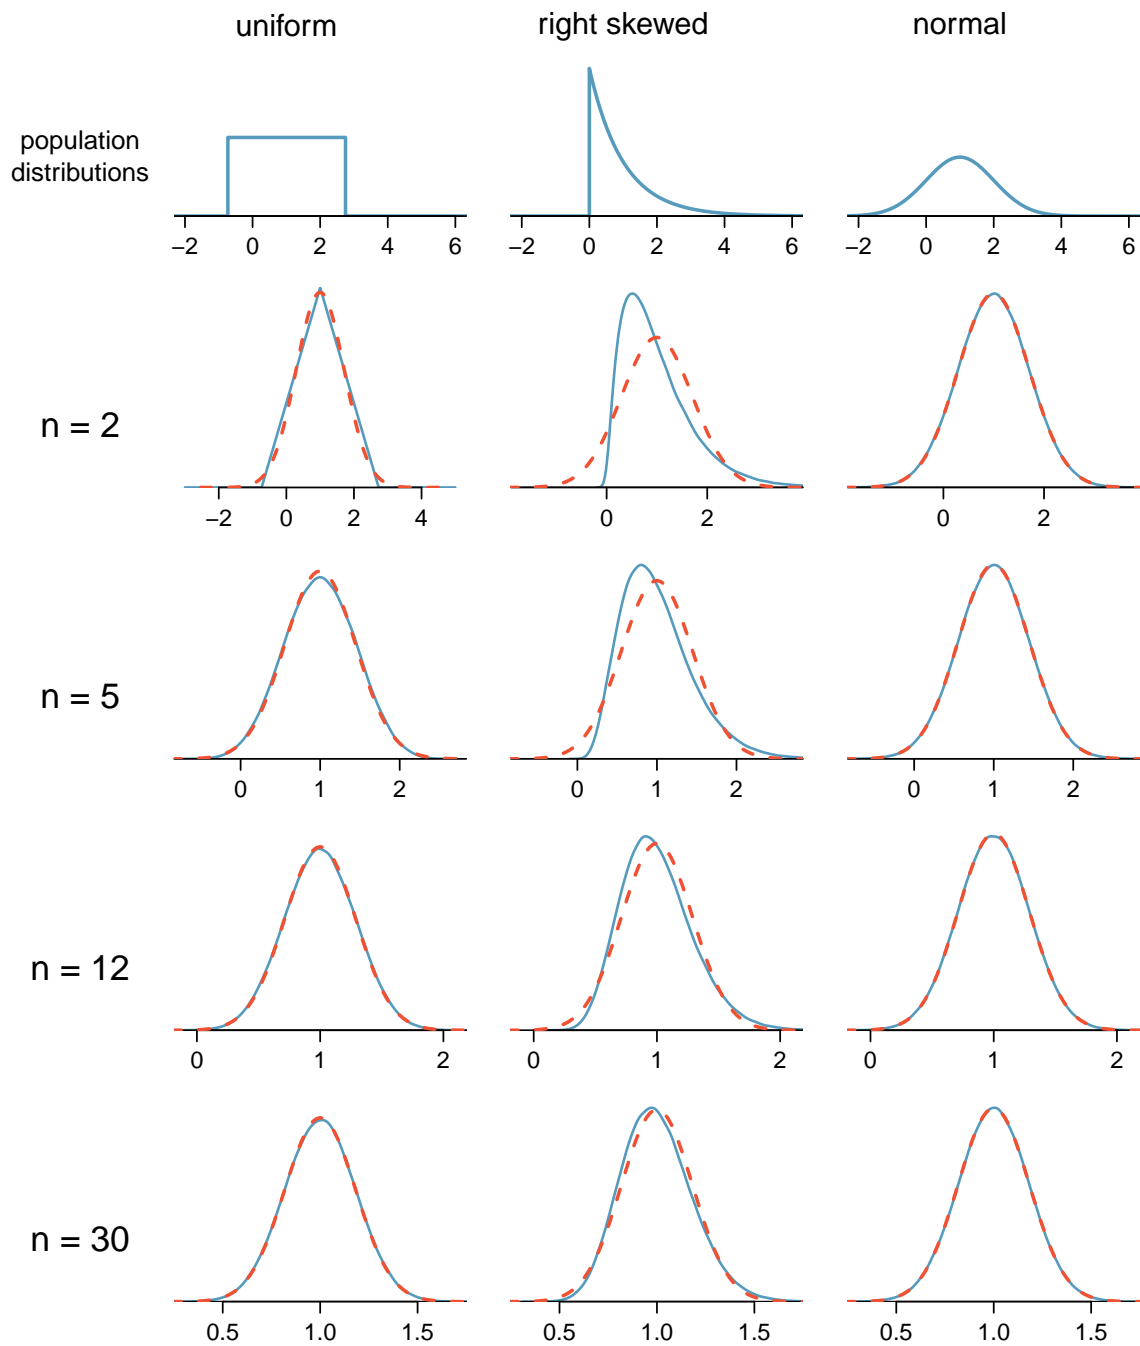 uniform right skewed normal
population
distributions
−2 0 2 4 6 −2 0 2 4 6 −2 0 2 4 6
n = 2
−2 0 2 4 0 2 0 2
n = 5
0 1 2 0 1 2 0 1 2
n = 12
0 1 2 0 1 2 0 1 2
n = 30
0.5 1.0 1.5 0.5 1.0 1.5 0.5 1.0 1.5